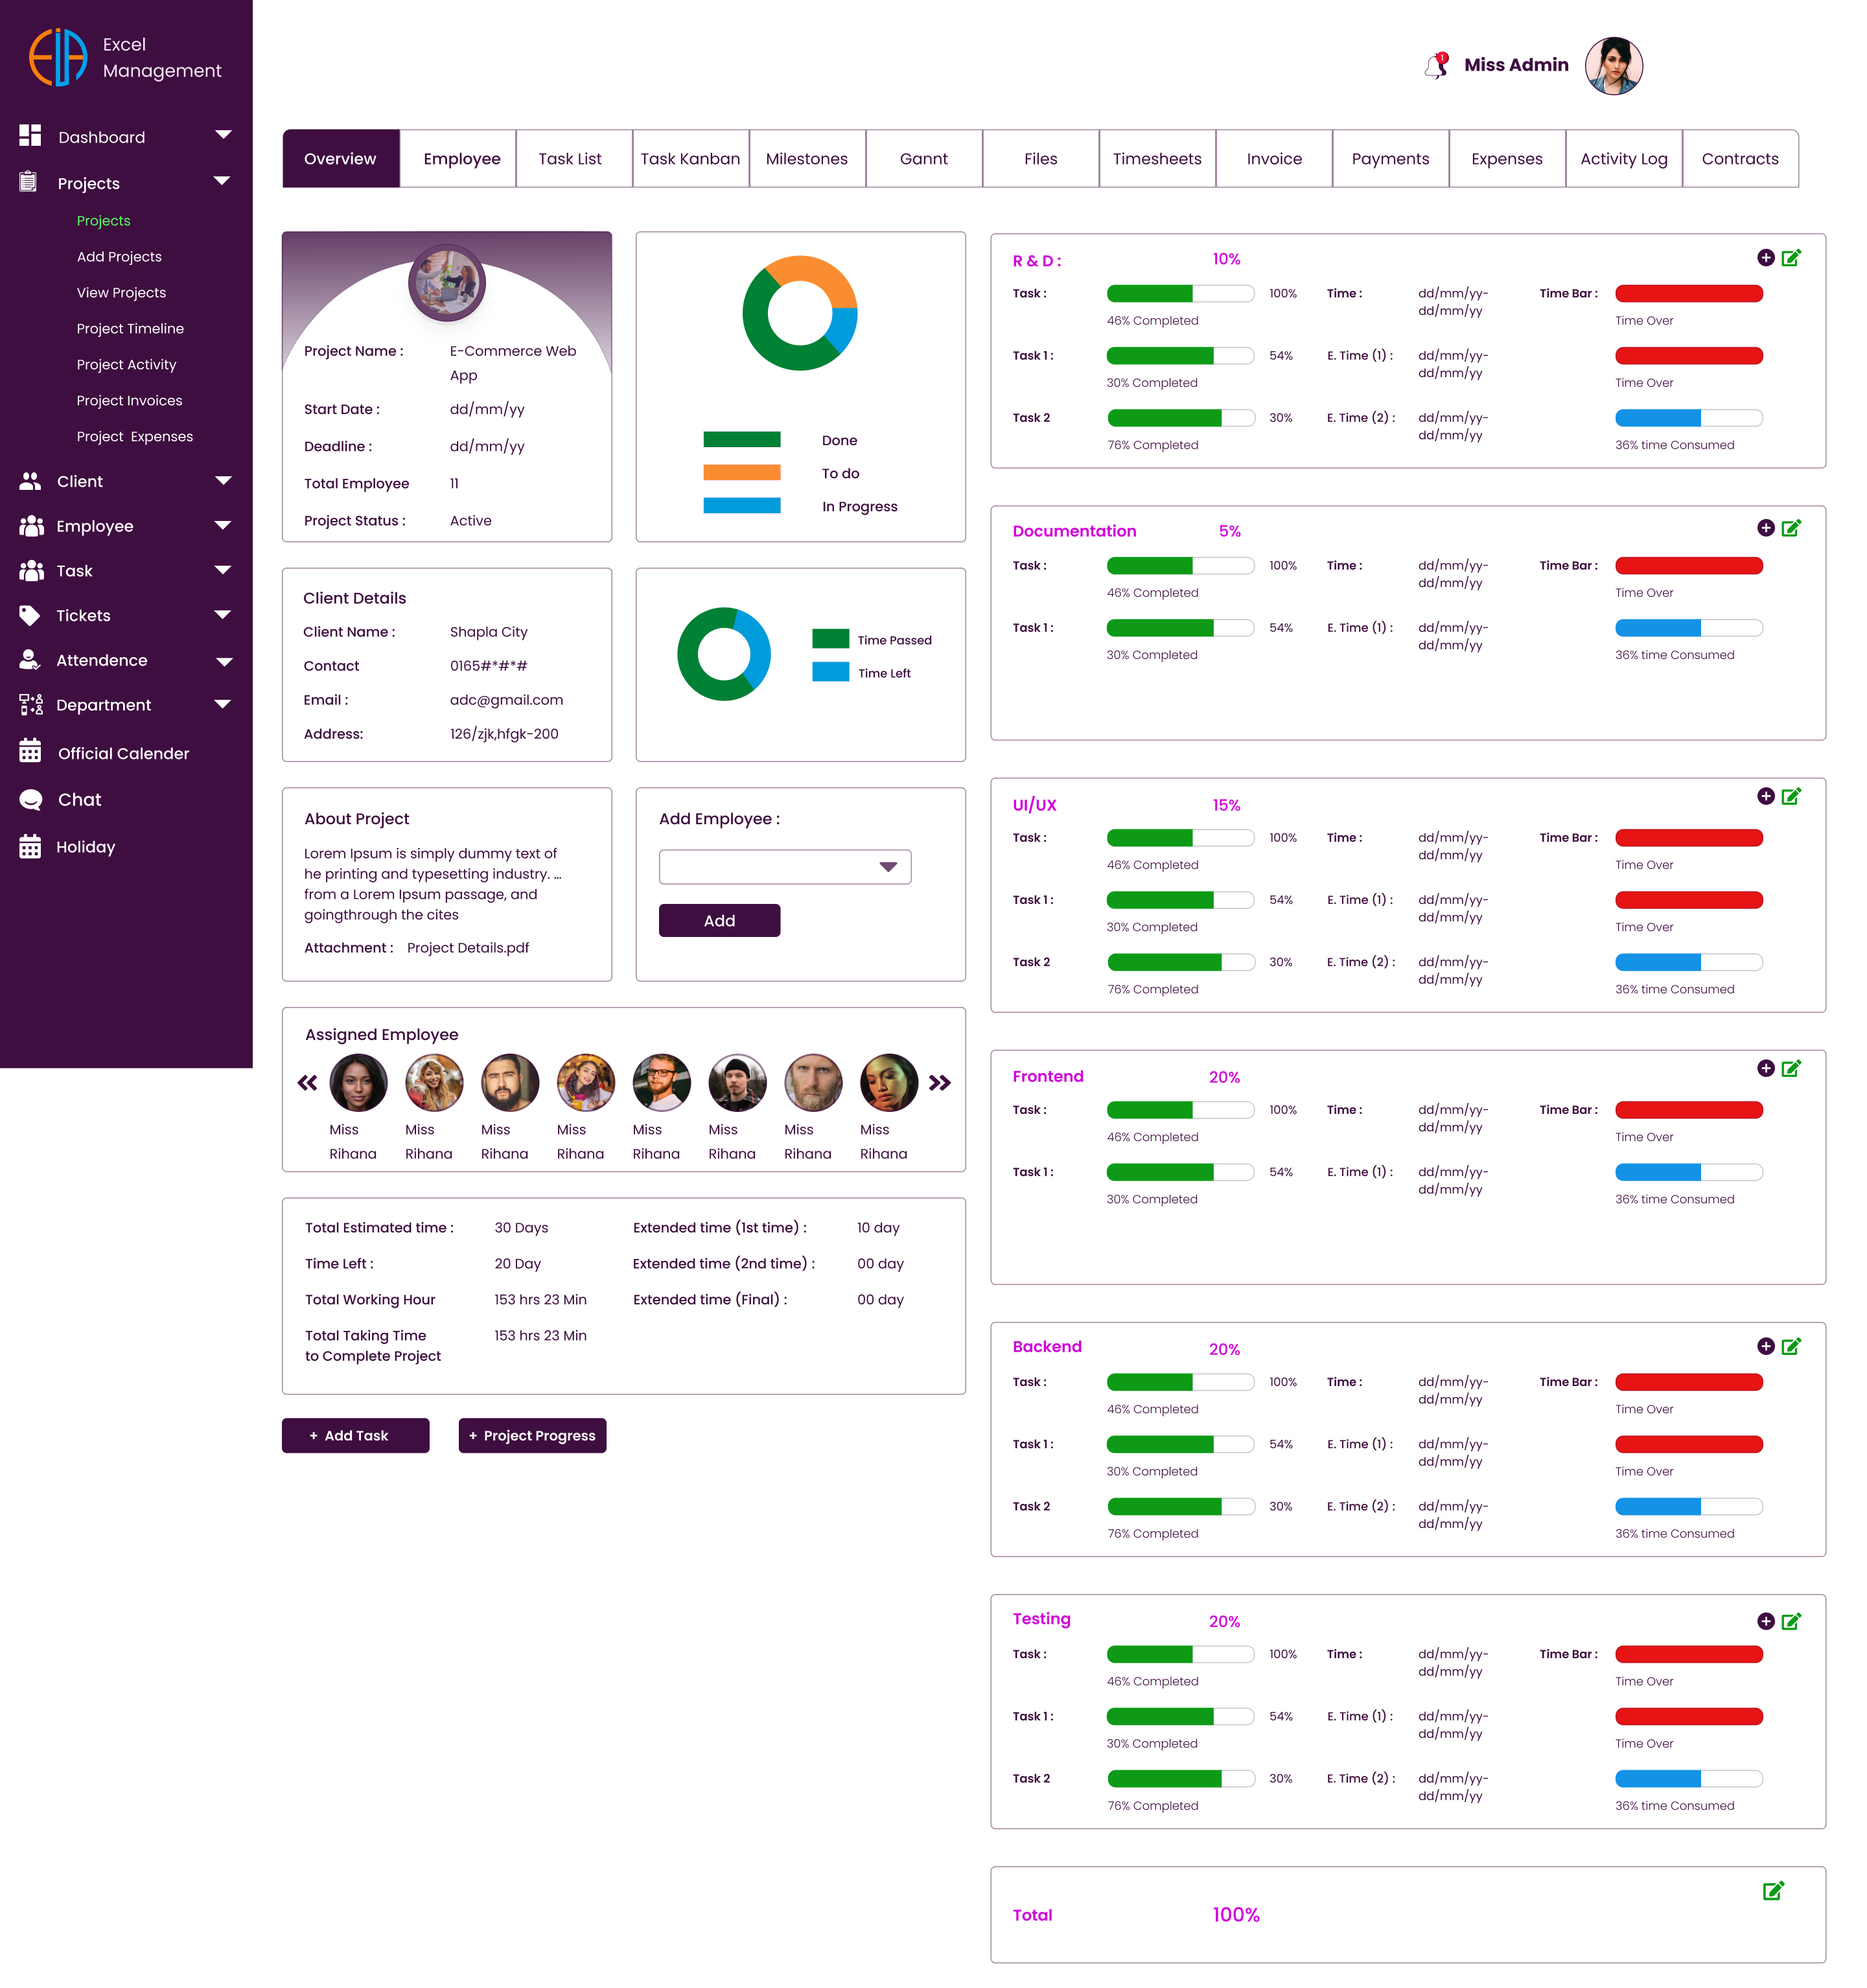 Excel
Management
Dashboard
Projects
Projects
Add Projects
View Projects
Project Timeline
Project Activity
Project Invoices
Project Expenses
Client
Employee
Task
Tickets
Attendence
Department
Official Calender
Chat
Holiday
1
Miss Admin
Overview
Employee
Task List
Task Kanban
Milestones
Gannt
Files
Timesheets
Invoice
Payments
Expenses
Activity Log
Contracts
Project Name : E-Commerce Web
App
Start Date : dd/mm/yy
Deadline : dd/mm/yy
Total Employee 11
Project Status : Active
Done
To do
In Progress
Client Details
Client Name : Shapla City
Contact 0165#*#*#
Email : adc@gmail.com
Address: 126/zjk,hfgk-200
Time Passed
Time Left
About Project
Lorem Ipsum is simply dummy text of
he printing and typesetting industry. ...
from a Lorem Ipsum passage, and
goingthrough the cites
Attachment : Project Details.pdf
Add Employee :
Add
Assigned Employee
Miss Miss Miss Miss Miss Miss Miss Miss
Rihana Rihana Rihana Rihana Rihana Rihana Rihana Rihana
Total Estimated time : 30 Days Extended time (1st time) : 10 day
Time Left : 20 Day Extended time (2nd time) : 00 day
Total Working Hour 153 hrs 23 Min Extended time (Final) : 00 day
Total Taking Time 153 hrs 23 Min
to Complete Project
+ Add Task
+ Project Progress
R & D : 10%
Task : 100% Time : dd/mm/yy- Time Bar :
dd/mm/yy
46% Completed Time Over
Task 1 : 54% E. Time (1) : dd/mm/yy-
dd/mm/yy
30% Completed Time Over
Task 2 30% E. Time (2) : dd/mm/yy-
dd/mm/yy
76% Completed 36% time Consumed
Documentation 5%
Task : 100% Time : dd/mm/yy- Time Bar :
dd/mm/yy
46% Completed Time Over
Task 1 : 54% E. Time (1) : dd/mm/yy-
dd/mm/yy
30% Completed 36% time Consumed
UI/UX 15%
Task : 100% Time : dd/mm/yy- Time Bar :
dd/mm/yy
46% Completed Time Over
Task 1 : 54% E. Time (1) : dd/mm/yy-
dd/mm/yy
30% Completed Time Over
Task 2 30% E. Time (2) : dd/mm/yy-
dd/mm/yy
76% Completed 36% time Consumed
Frontend 20%
Task : 100% Time : dd/mm/yy- Time Bar :
dd/mm/yy
46% Completed Time Over
Task 1 : 54% E. Time (1) : dd/mm/yy-
dd/mm/yy
30% Completed 36% time Consumed
Backend 20%
Task : 100% Time : dd/mm/yy- Time Bar :
dd/mm/yy
46% Completed Time Over
Task 1 : 54% E. Time (1) : dd/mm/yy-
dd/mm/yy
30% Completed Time Over
Task 2 30% E. Time (2) : dd/mm/yy-
dd/mm/yy
76% Completed 36% time Consumed
Testing 20%
Task : 100% Time : dd/mm/yy- Time Bar :
dd/mm/yy
46% Completed Time Over
Task 1 : 54% E. Time (1) : dd/mm/yy-
dd/mm/yy
30% Completed Time Over
Task 2 30% E. Time (2) : dd/mm/yy-
dd/mm/yy
76% Completed 36% time Consumed
Total 100%